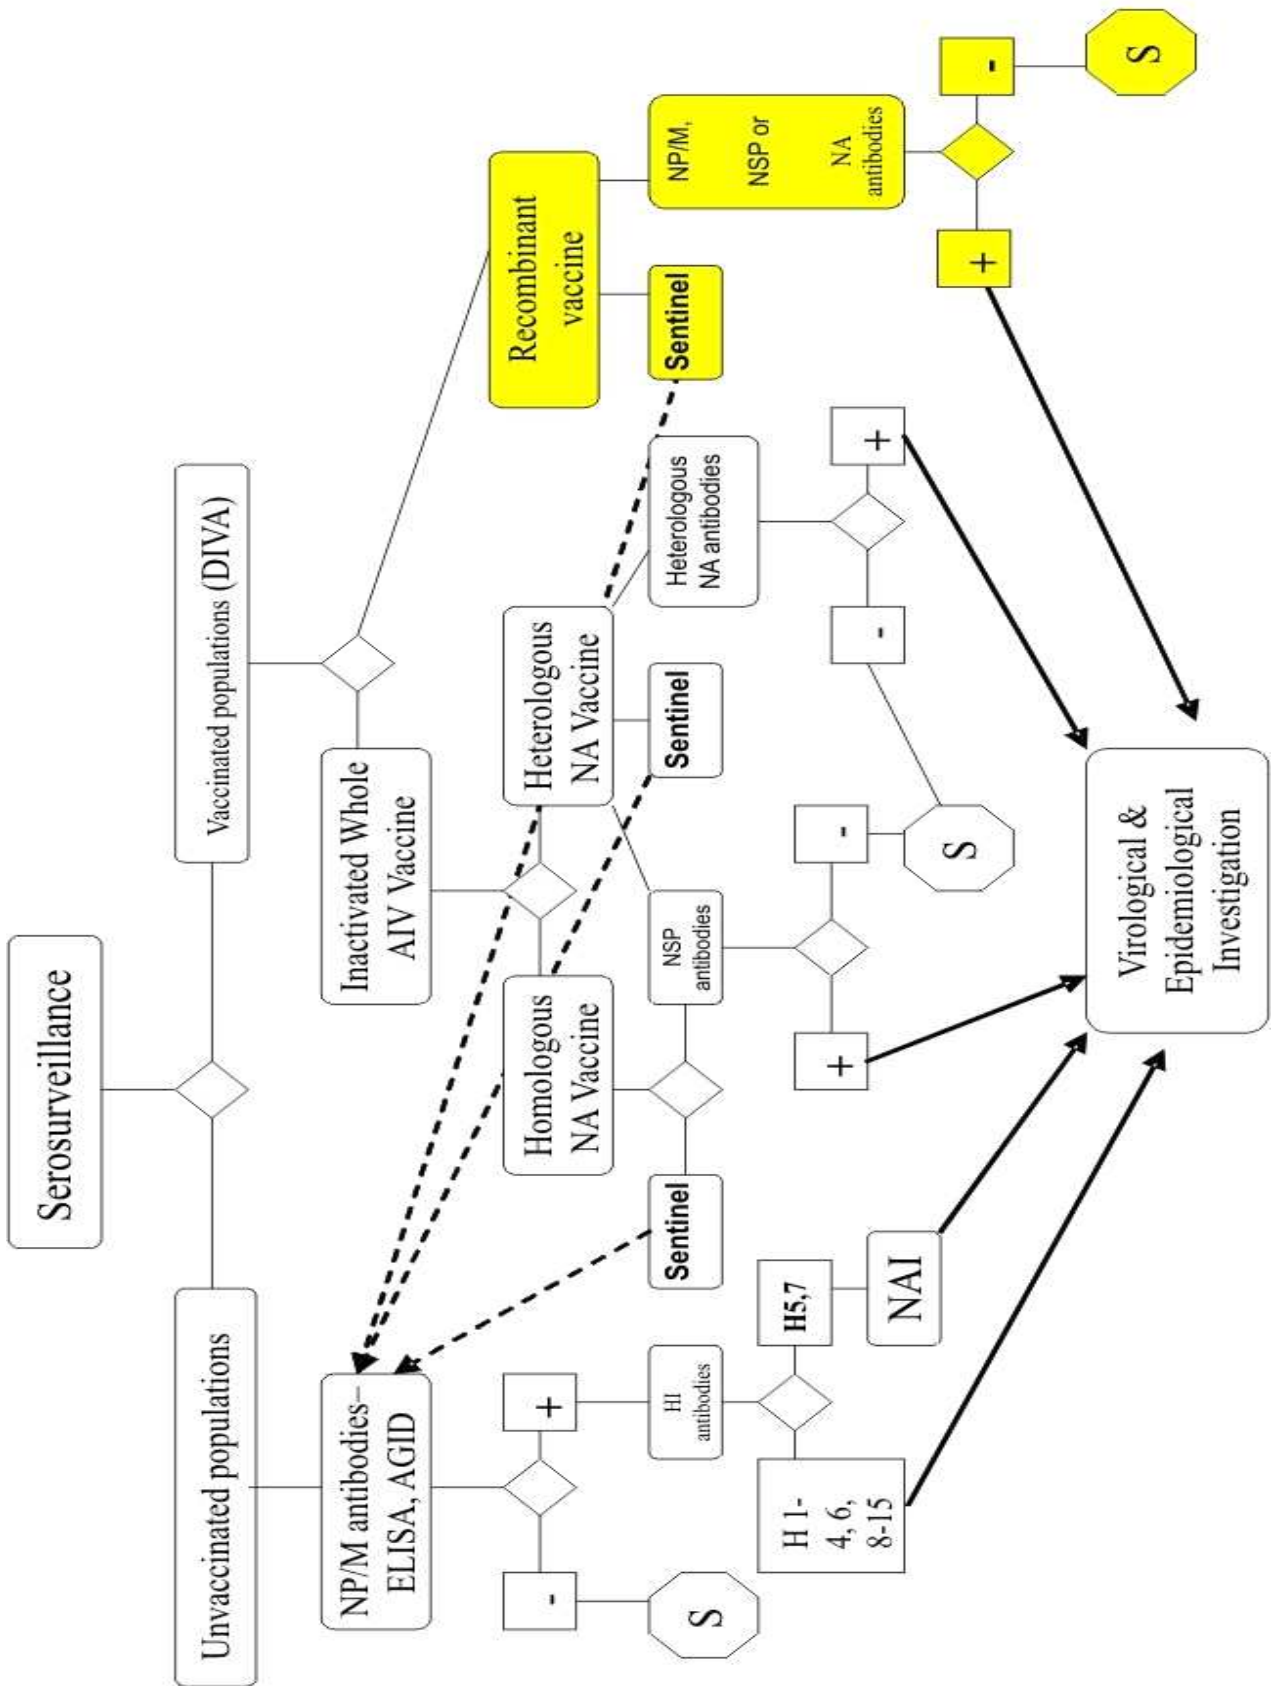 Serosurveillance
Unvaccinated populations
Vaccinated populations (DIVA)
NP/M antibodies–
ELISA, AGID
Inactivated Whole
AIV Vaccine
Recombinant
vaccine
Homologous
NA Vaccine
Heterologous
NA Vaccine
-
+
S
HI
antibodies
Sentinel
NSP
antibodies
Sentinel
Heterologous
NA antibodies
Sentinel
NP/M,
NSP or
NA
antibodies
H 1-
4, 6,
8-15
H5,7
+
-
-
+
NAI
S
+
-
S
Virological &
Epidemiological
Investigation